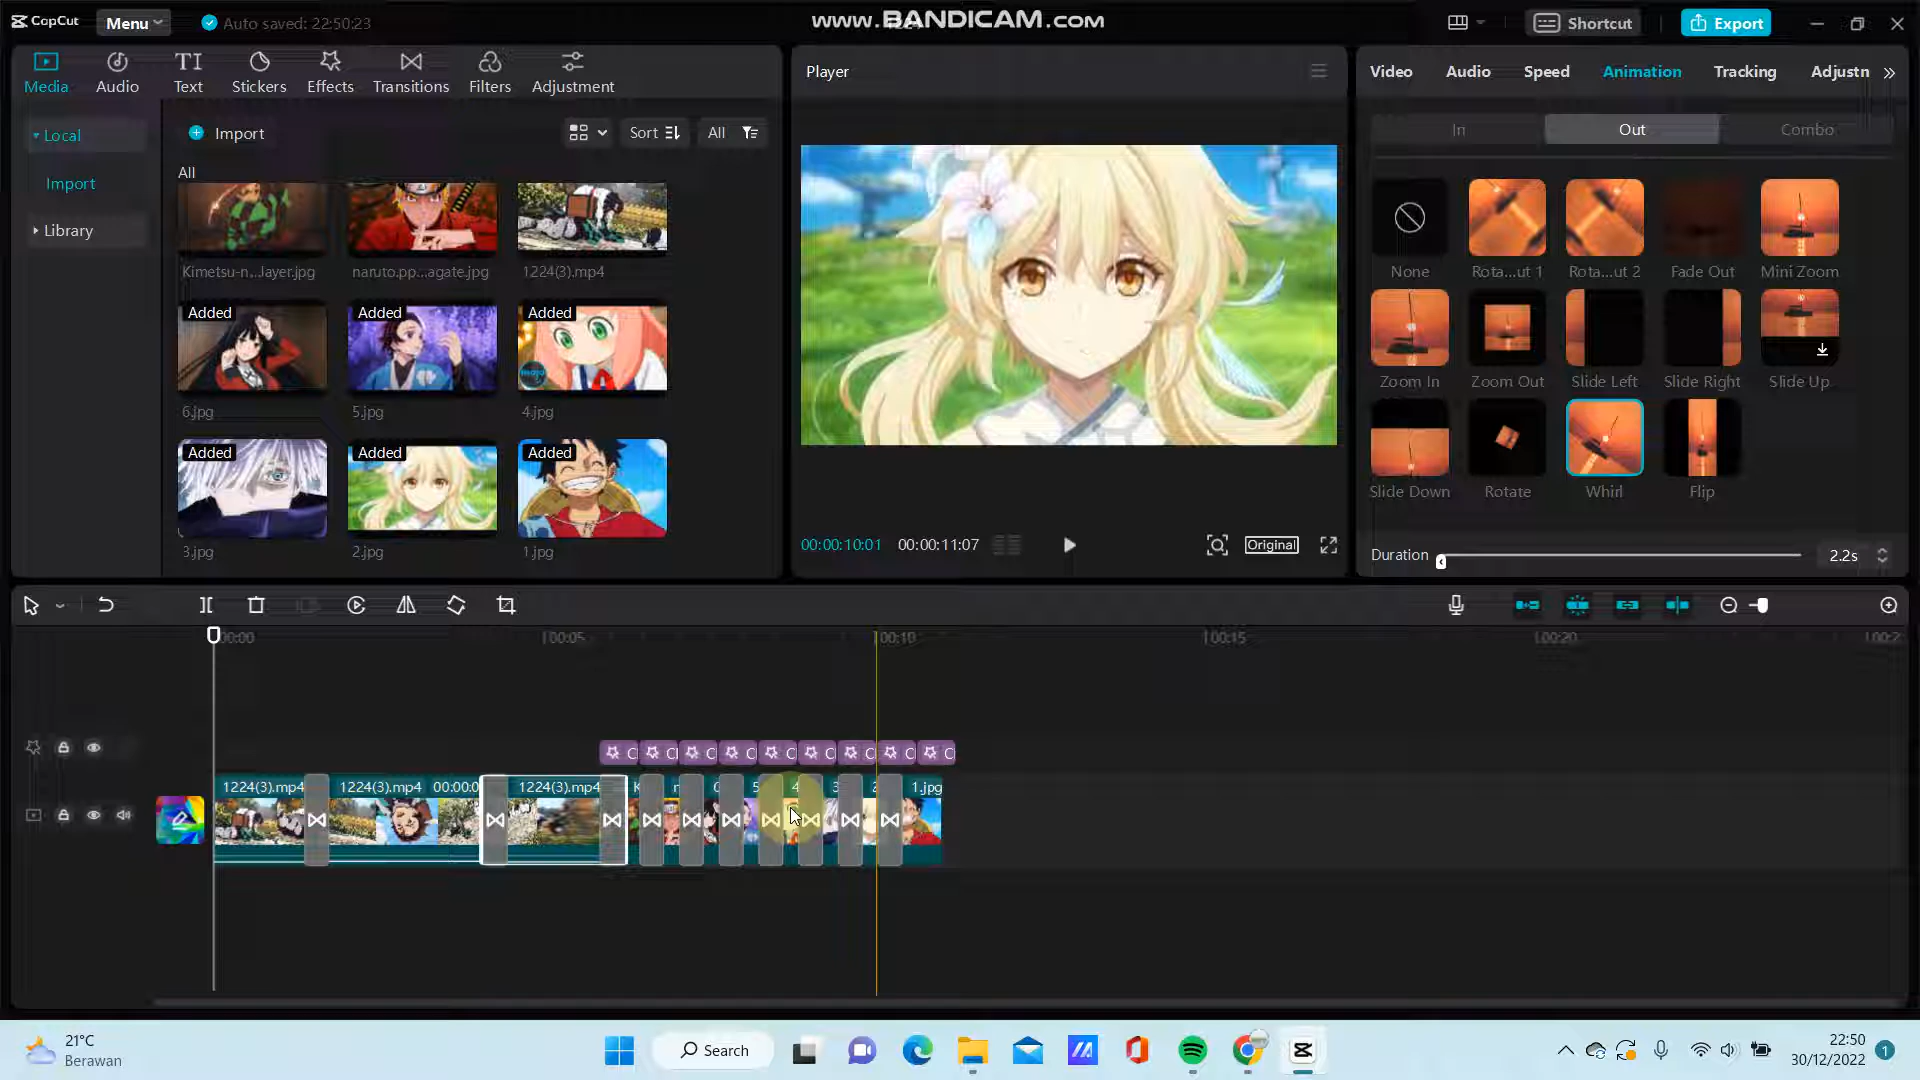 CapCut
Menu
Auto saved: 22:50:23
www.BANDICAM.com
Shortcut
Export
Media
Audio
Text
Stickers
Effects
Transitions
Filters
Adjustment
Local
Import
Library
Import
Sort
All
All
Kimetsu-n...layer.jpg
naruto.pp...agate.jpg
1224(3).mp4
Added
Added
Added
6.jpg
5.jpg
4.jpg
Added
Added
Added
3.jpg
2.jpg
1.jpg
Player
00:00:10:01
00:00:11:07
Original
Video
Audio
Speed
Animation
Tracking
Adjustn
In
Out
Combo
None
Rota...ut 1
Rota...ut 2
Fade Out
Mini Zoom
Zoom In
Zoom Out
Slide Left
Slide Right
Slide Up
Slide Down
Rotate
Whirl
Flip
Duration
2.2s
00:00
00:05
00:10
00:15
00:20
00:2
1224(3).mp4
1224(3).mp4 00:00:0
1224(3).mp4
1.jpg
21°C
Berawan
Search
22:50
30/12/2022
1